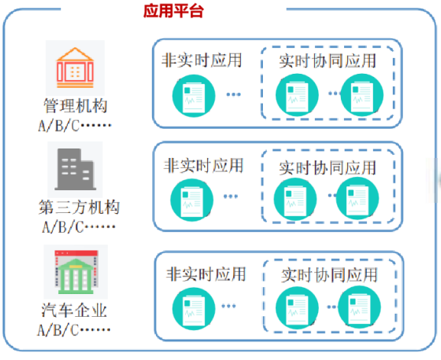 应用平台
非实时应用 实时协同应用
... ...
管理机构
A/B/C……
非实时应用 实时协同应用
... ...
第三方机构
A/B/C……
非实时应用 实时协同应用
... ...
汽车企业
A/B/C……